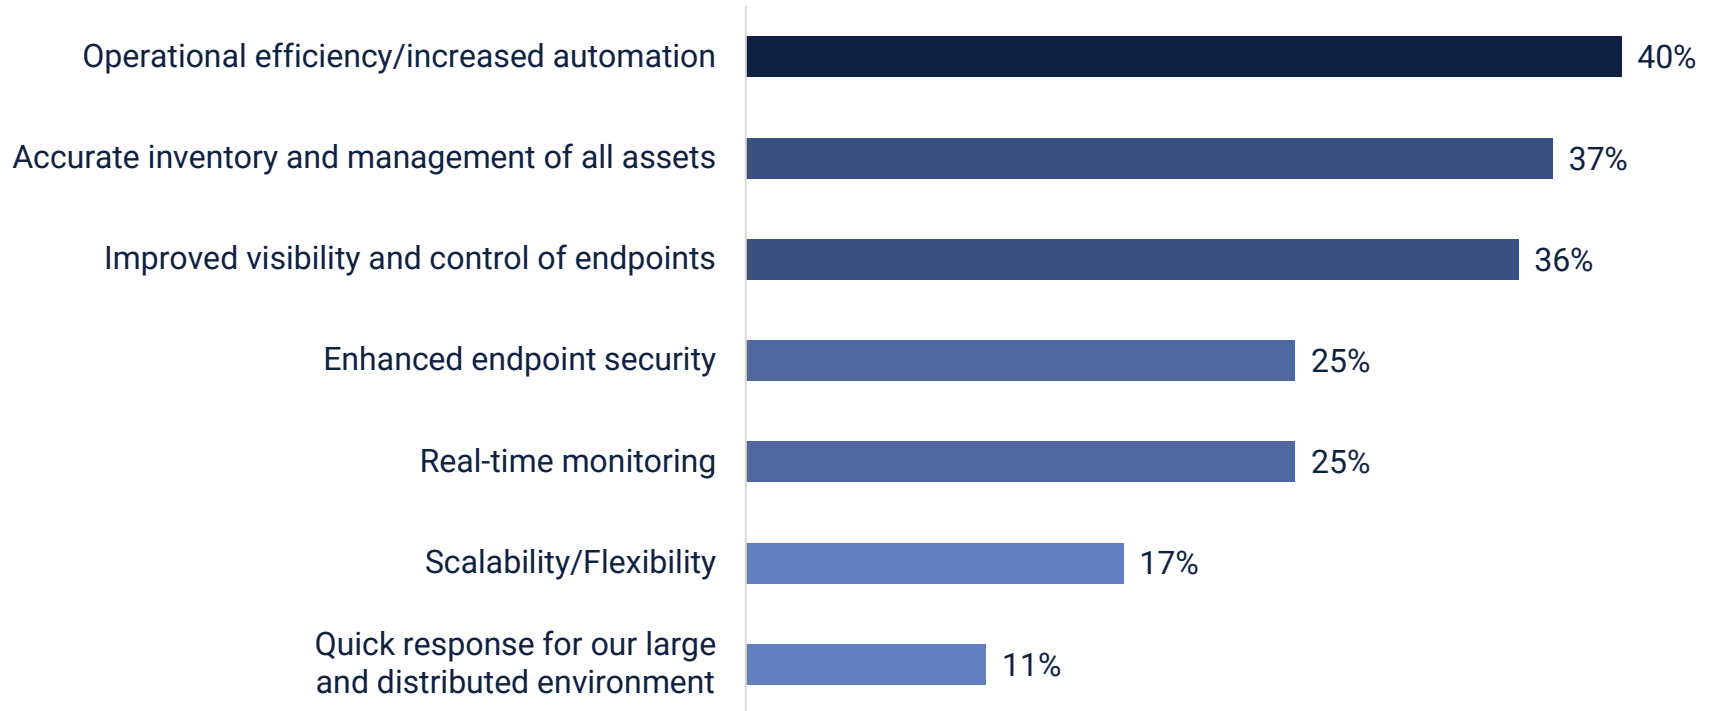 Operational efficiency/increased automation 40%
Accurate inventory and management of all assets 37%
Improved visibility and control of endpoints 36%
Enhanced endpoint security 25%
Real-time monitoring 25%
Scalability/Flexibility 17%
Quick response for our large
and distributed environment 11%